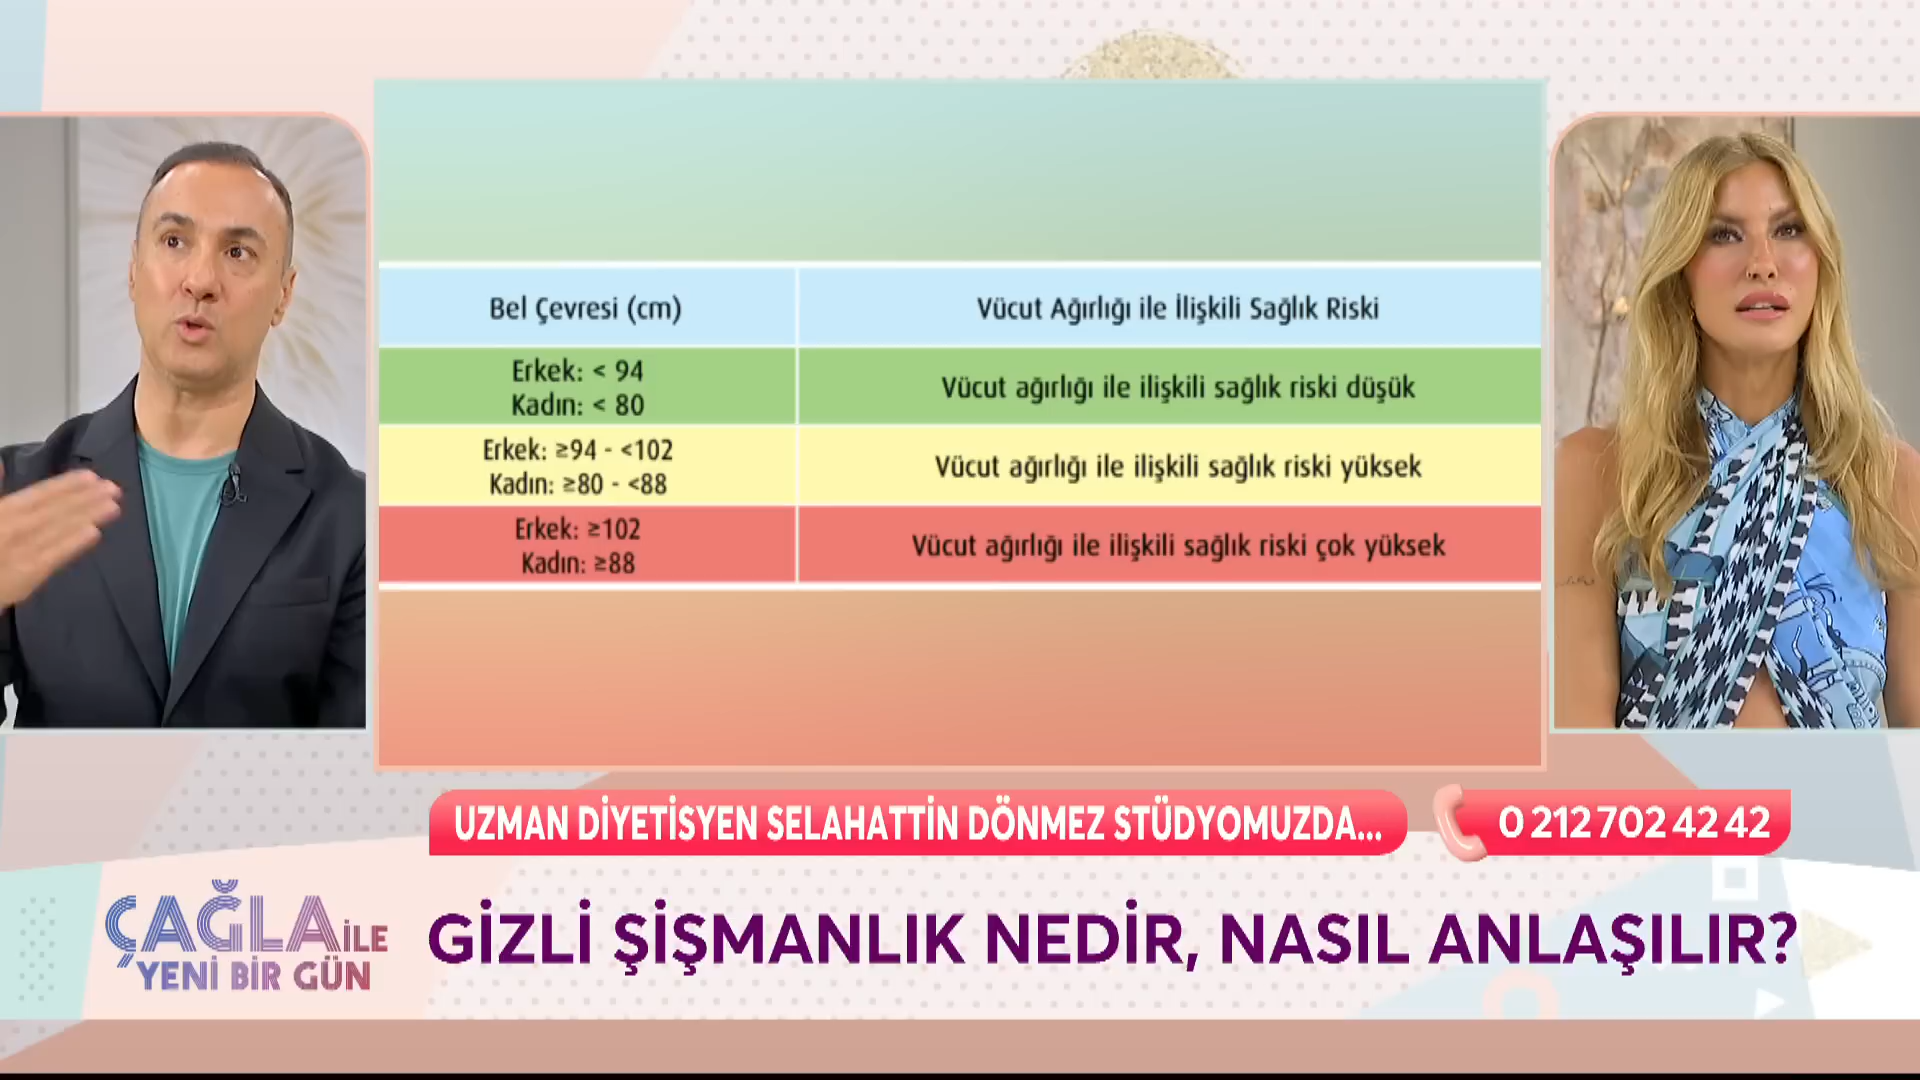 Bel Çevresi (cm)
Vücut Ağırlığı ile İlişkili Sağlık Riski
Erkek: < 94
Kadın: < 80
Vücut ağırlığı ile ilişkili sağlık riski düşük
Erkek: ≥94 - <102
Kadın: ≥80 - <88
Vücut ağırlığı ile ilişkili sağlık riski yüksek
Erkek: ≥102
Kadın: ≥88
Vücut ağırlığı ile ilişkili sağlık riski çok yüksek
UZMAN DİYETİSYEN SELAHATTİN DÖNMEZ STÜDYOMUZDA...
0 212 702 42 42
ÇAĞLA İLE
YENİ BİR GÜN
GİZLİ ŞİŞMANLIK NEDİR, NASIL ANLAŞILIR?